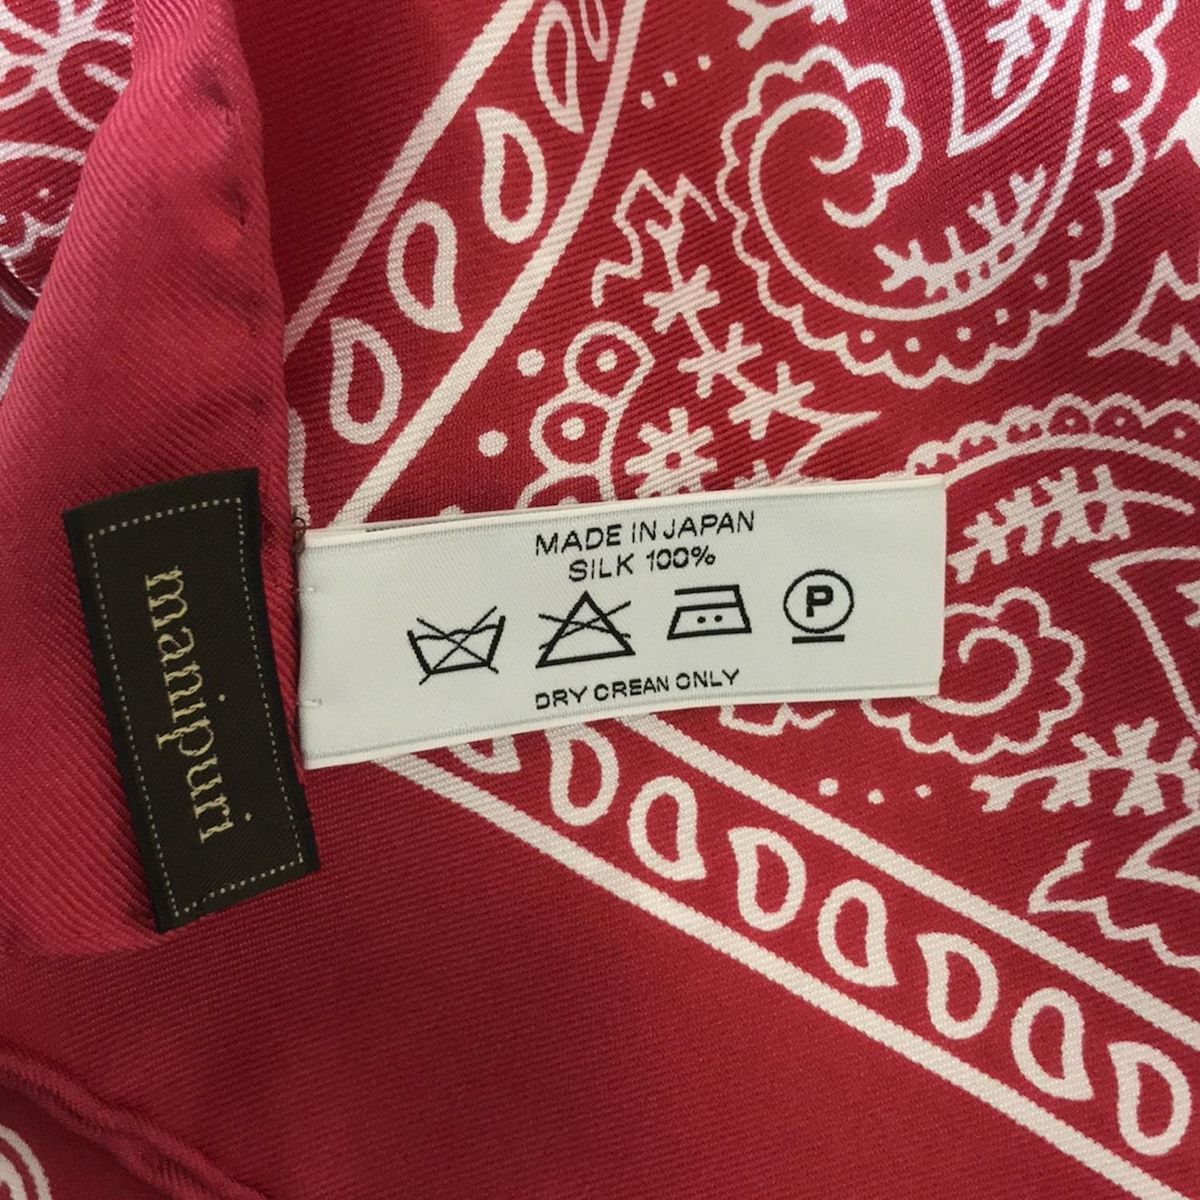 manipuri
MADE IN JAPAN
SILK 100%
P
DRY CREAN ONLY